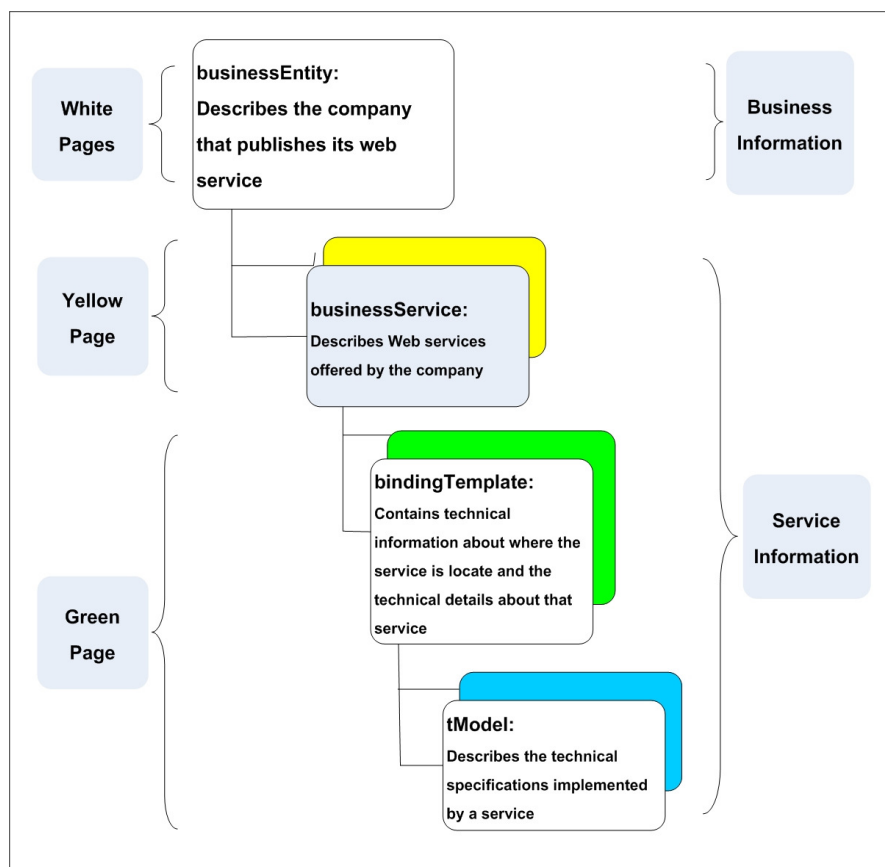 White
Pages
businessEntity:
Describes the company
that publishes its web
service
Business
Information
Yellow
Page
businessService:
Describes Web services
offered by the company
Green
Page
bindingTemplate:
Contains technical
information about where the
service is locate and the
technical details about that
service
Service
Information
tModel:
Describes the technical
specifications implemented
by a service